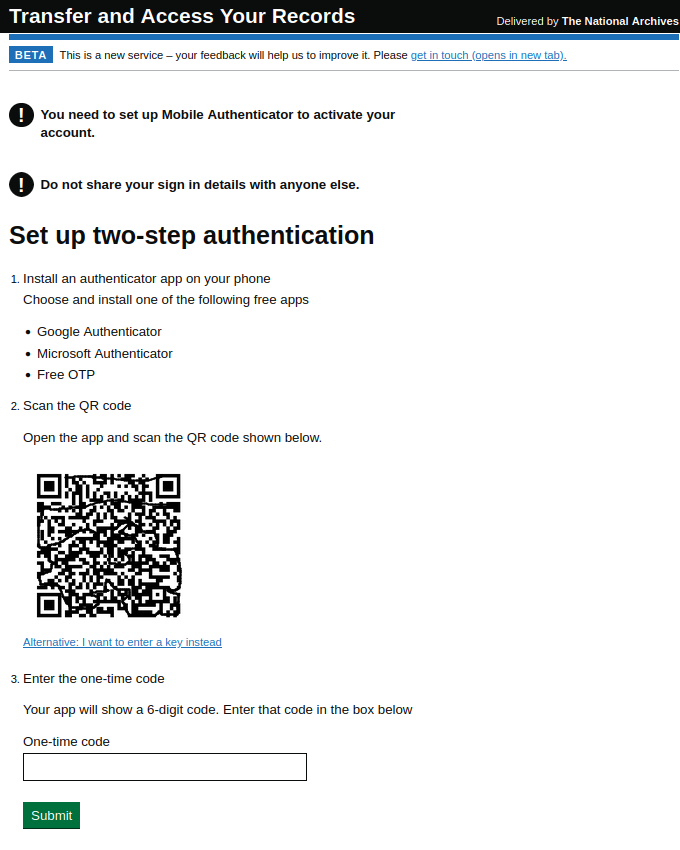 Transfer and Access Your Records
Delivered by The National Archives
BETA This is a new service – your feedback will help us to improve it. Please get in touch (opens in new tab).
! You need to set up Mobile Authenticator to activate your
account.
! Do not share your sign in details with anyone else.
Set up two-step authentication
1. Install an authenticator app on your phone
Choose and install one of the following free apps
• Google Authenticator
• Microsoft Authenticator
• Free OTP
2. Scan the QR code
Open the app and scan the QR code shown below.
Alternative: I want to enter a key instead
3. Enter the one-time code
Your app will show a 6-digit code. Enter that code in the box below
One-time code
Submit